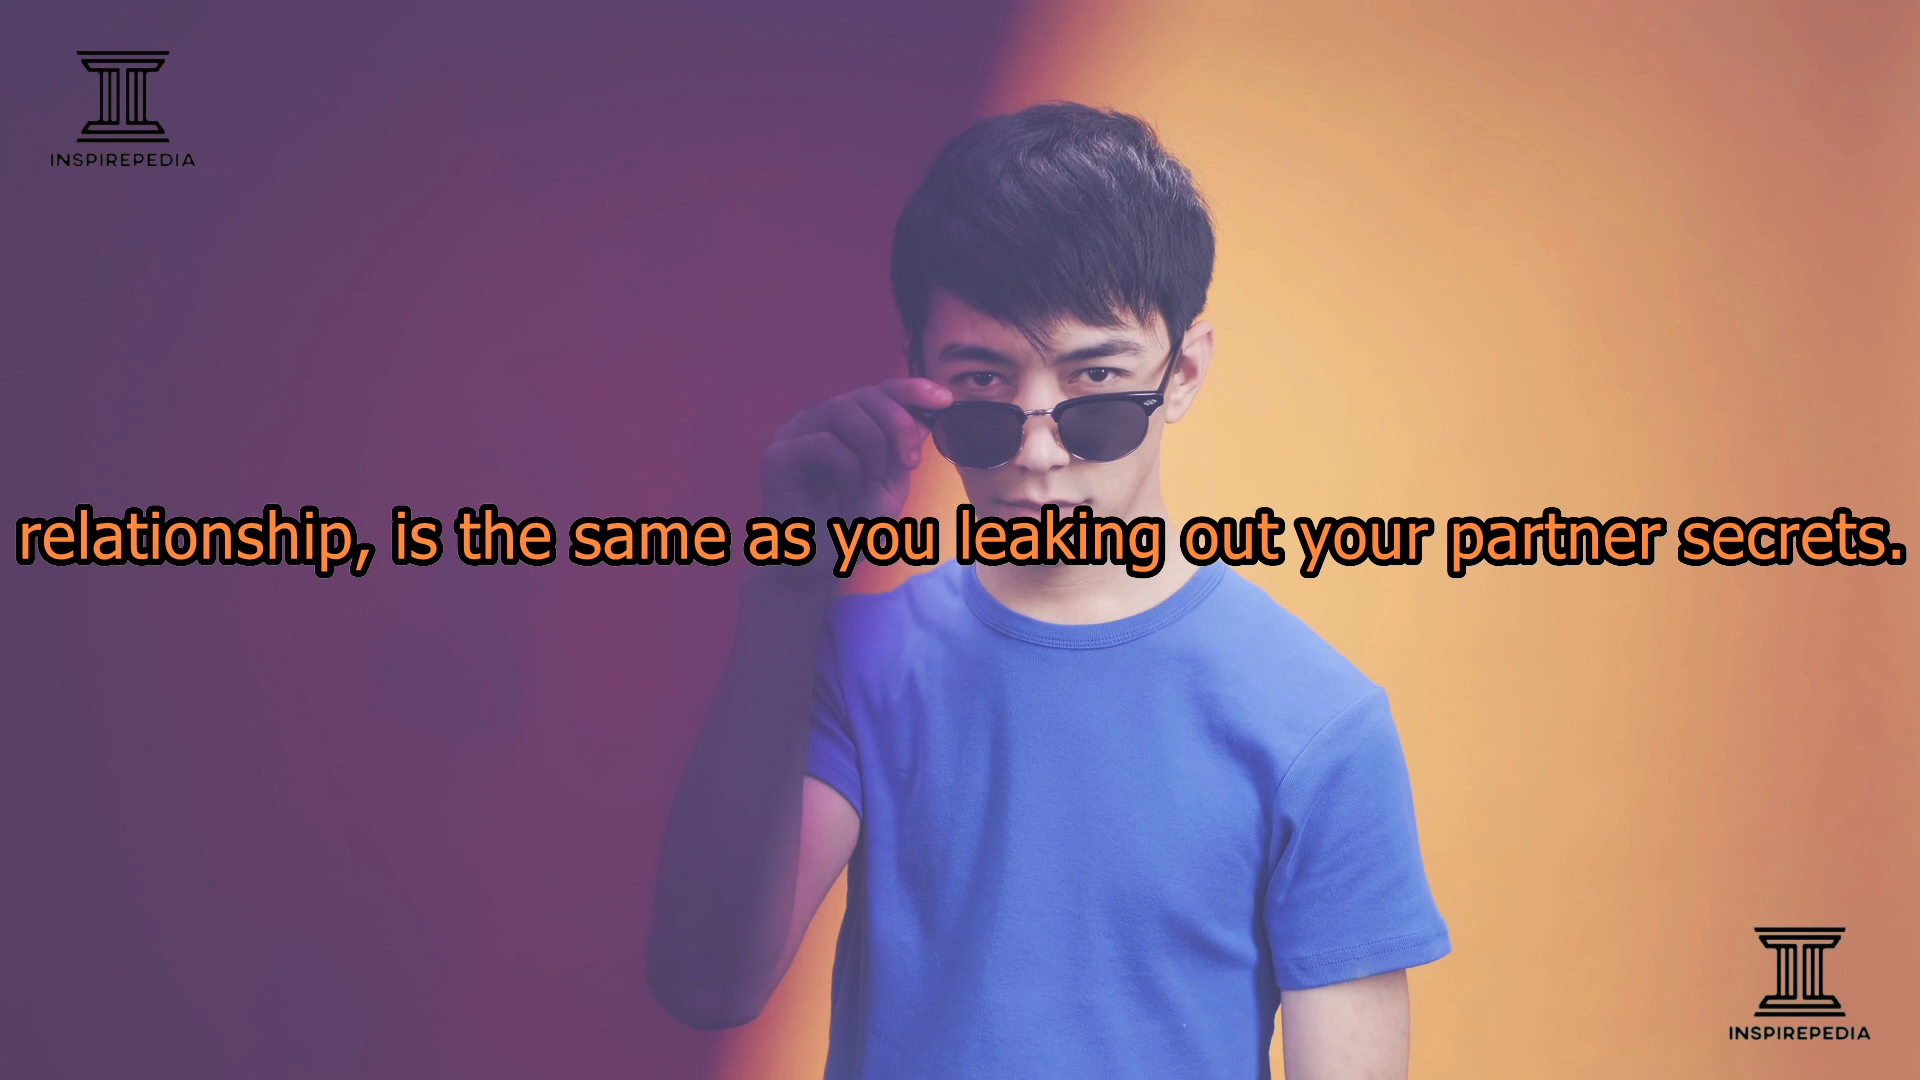 INSPIREPEDIA
relationship, is the same as you leaking out your partner secrets.
INSPIREPEDIA